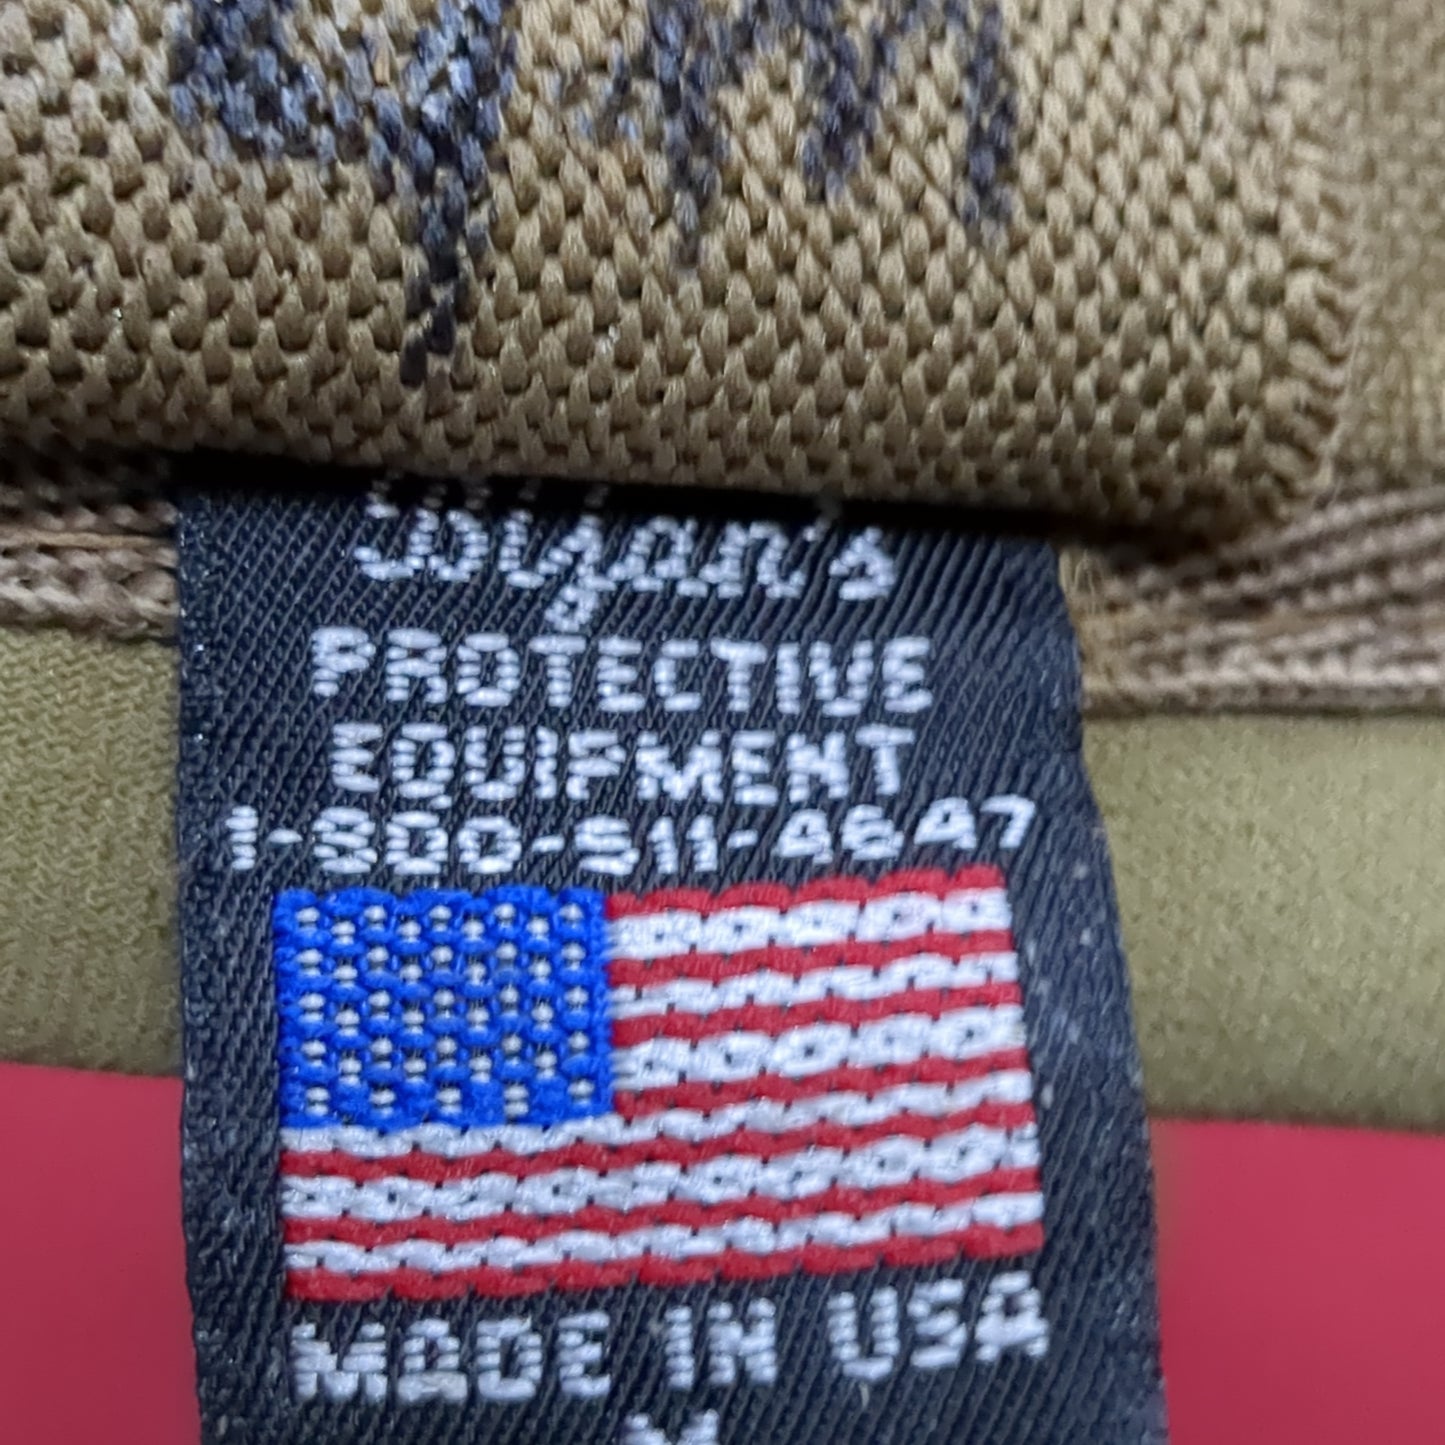 PROTECTIVE
EQUIPMENT
1-800-511-4647
MADE IN USA
M